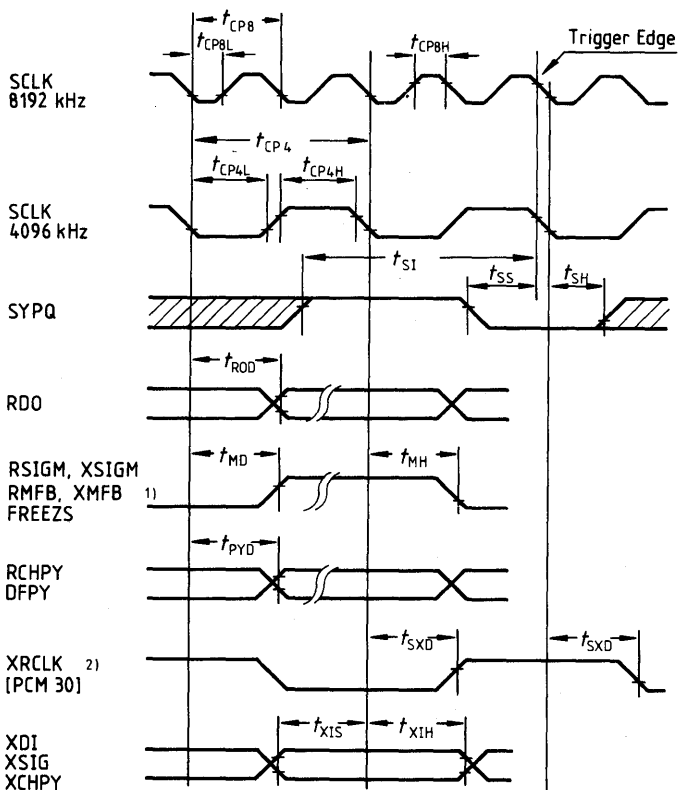 tCP8
tCP8L
tCP8H
Trigger Edge
SCLK
8192 kHz
tCP4
tCP4L
tCP4H
SCLK
4096 kHz
tSI
tSS
tSH
SYPQ
tROD
RDO
tMD
tMH
RSIGM, XSIGM
RMFB, XMFB 1)
FREEZS
tPYD
RCHPY
DFPY
tSXD
tSXD
XRCLK 2)
[PCM 30]
tXIS
tXIH
XDI
XSIG
XCHPY